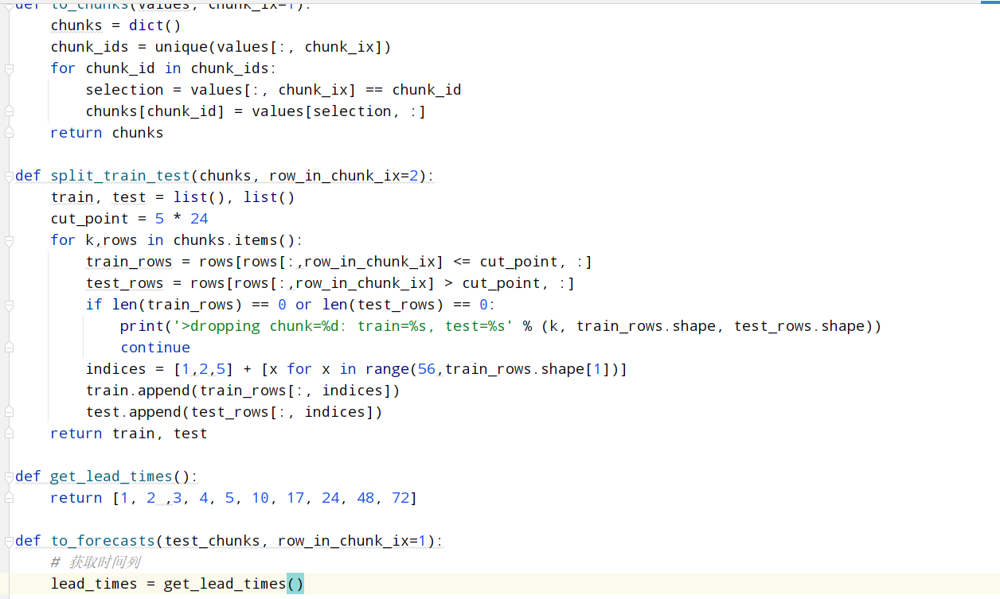 def to_chunks(values, chunk_ix=1):
    chunks = dict()
    chunk_ids = unique(values[:, chunk_ix])
    for chunk_id in chunk_ids:
        selection = values[:, chunk_ix] == chunk_id
        chunks[chunk_id] = values[selection, :]
    return chunks
def split_train_test(chunks, row_in_chunk_ix=2):
    train, test = list(), list()
    cut_point = 5 * 24
    for k,rows in chunks.items():
        train_rows = rows[rows[:,row_in_chunk_ix] <= cut_point, :]
        test_rows = rows[rows[:,row_in_chunk_ix] > cut_point, :]
        if len(train_rows) == 0 or len(test_rows) == 0:
            print('>dropping chunk=%d: train=%s, test=%s' % (k, train_rows.shape, test_rows.shape))
            continue
        indices = [1,2,5] + [x for x in range(56,train_rows.shape[1])]
        train.append(train_rows[:, indices])
        test.append(test_rows[:, indices])
    return train, test
def get_lead_times():
    return [1, 2 ,3, 4, 5, 10, 17, 24, 48, 72]
def to_forecasts(test_chunks, row_in_chunk_ix=1):
    # 获取时间列
    lead_times = get_lead_times()